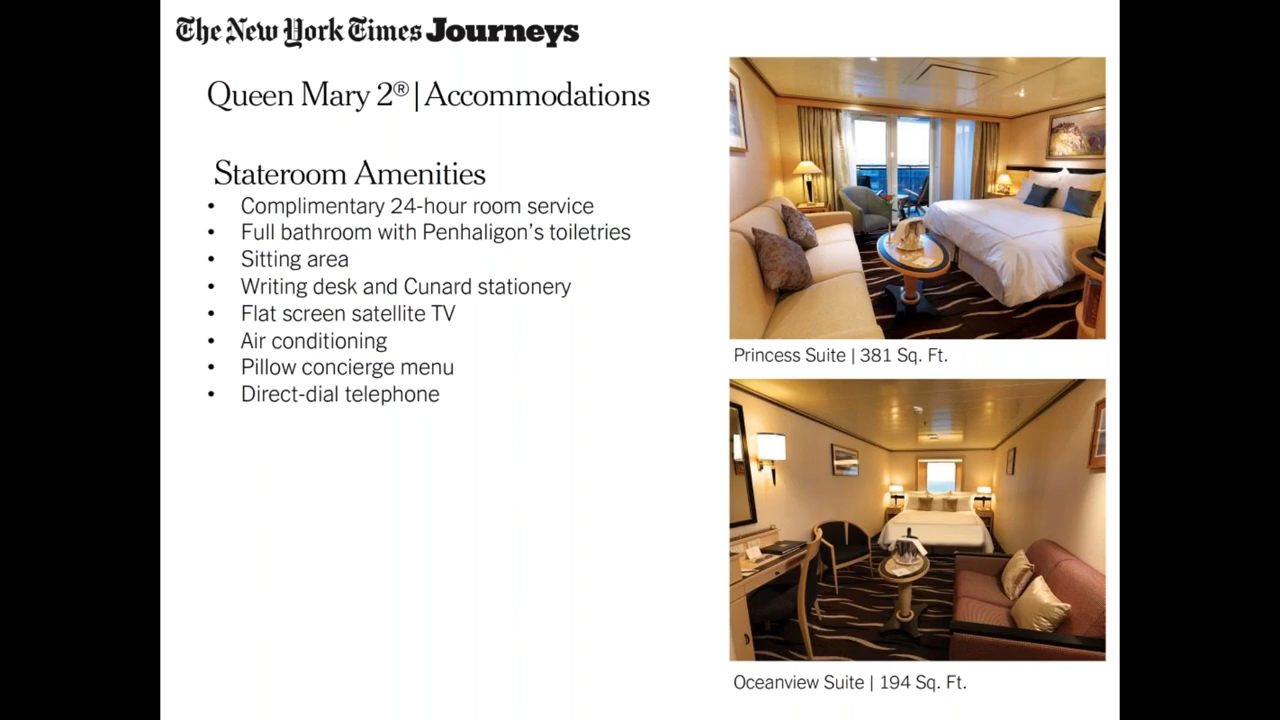 The New York Times Journeys
Queen Mary 2®|Accommodations
Stateroom Amenities
• Complimentary 24-hour room service
• Full bathroom with Penhaligon’s toiletries
• Sitting area
• Writing desk and Cunard stationery
• Flat screen satellite TV
• Air conditioning
• Pillow concierge menu
• Direct-dial telephone
Princess Suite | 381 Sq. Ft.
Oceanview Suite | 194 Sq. Ft.